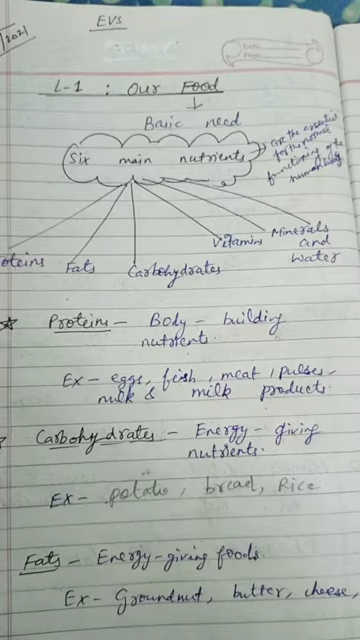 EVS
/2021
Date
Page
L-1 : Our Food
Basic need
Six main nutrients
are the essential
for the normal
functioning of the
human body
oteins
Fats
Carbohydrates
Vitamins
Minerals
and
water
Proteins - Body - building
nutrients.
Ex - eggs, fish, meat, pulses,
milk & milk products.
Carbohydrates - Energy - giving
nutrients.
Ex - potato, bread, Rice
Fats - Energy-giving foods.
Ex - Groundnut, butter, cheese,